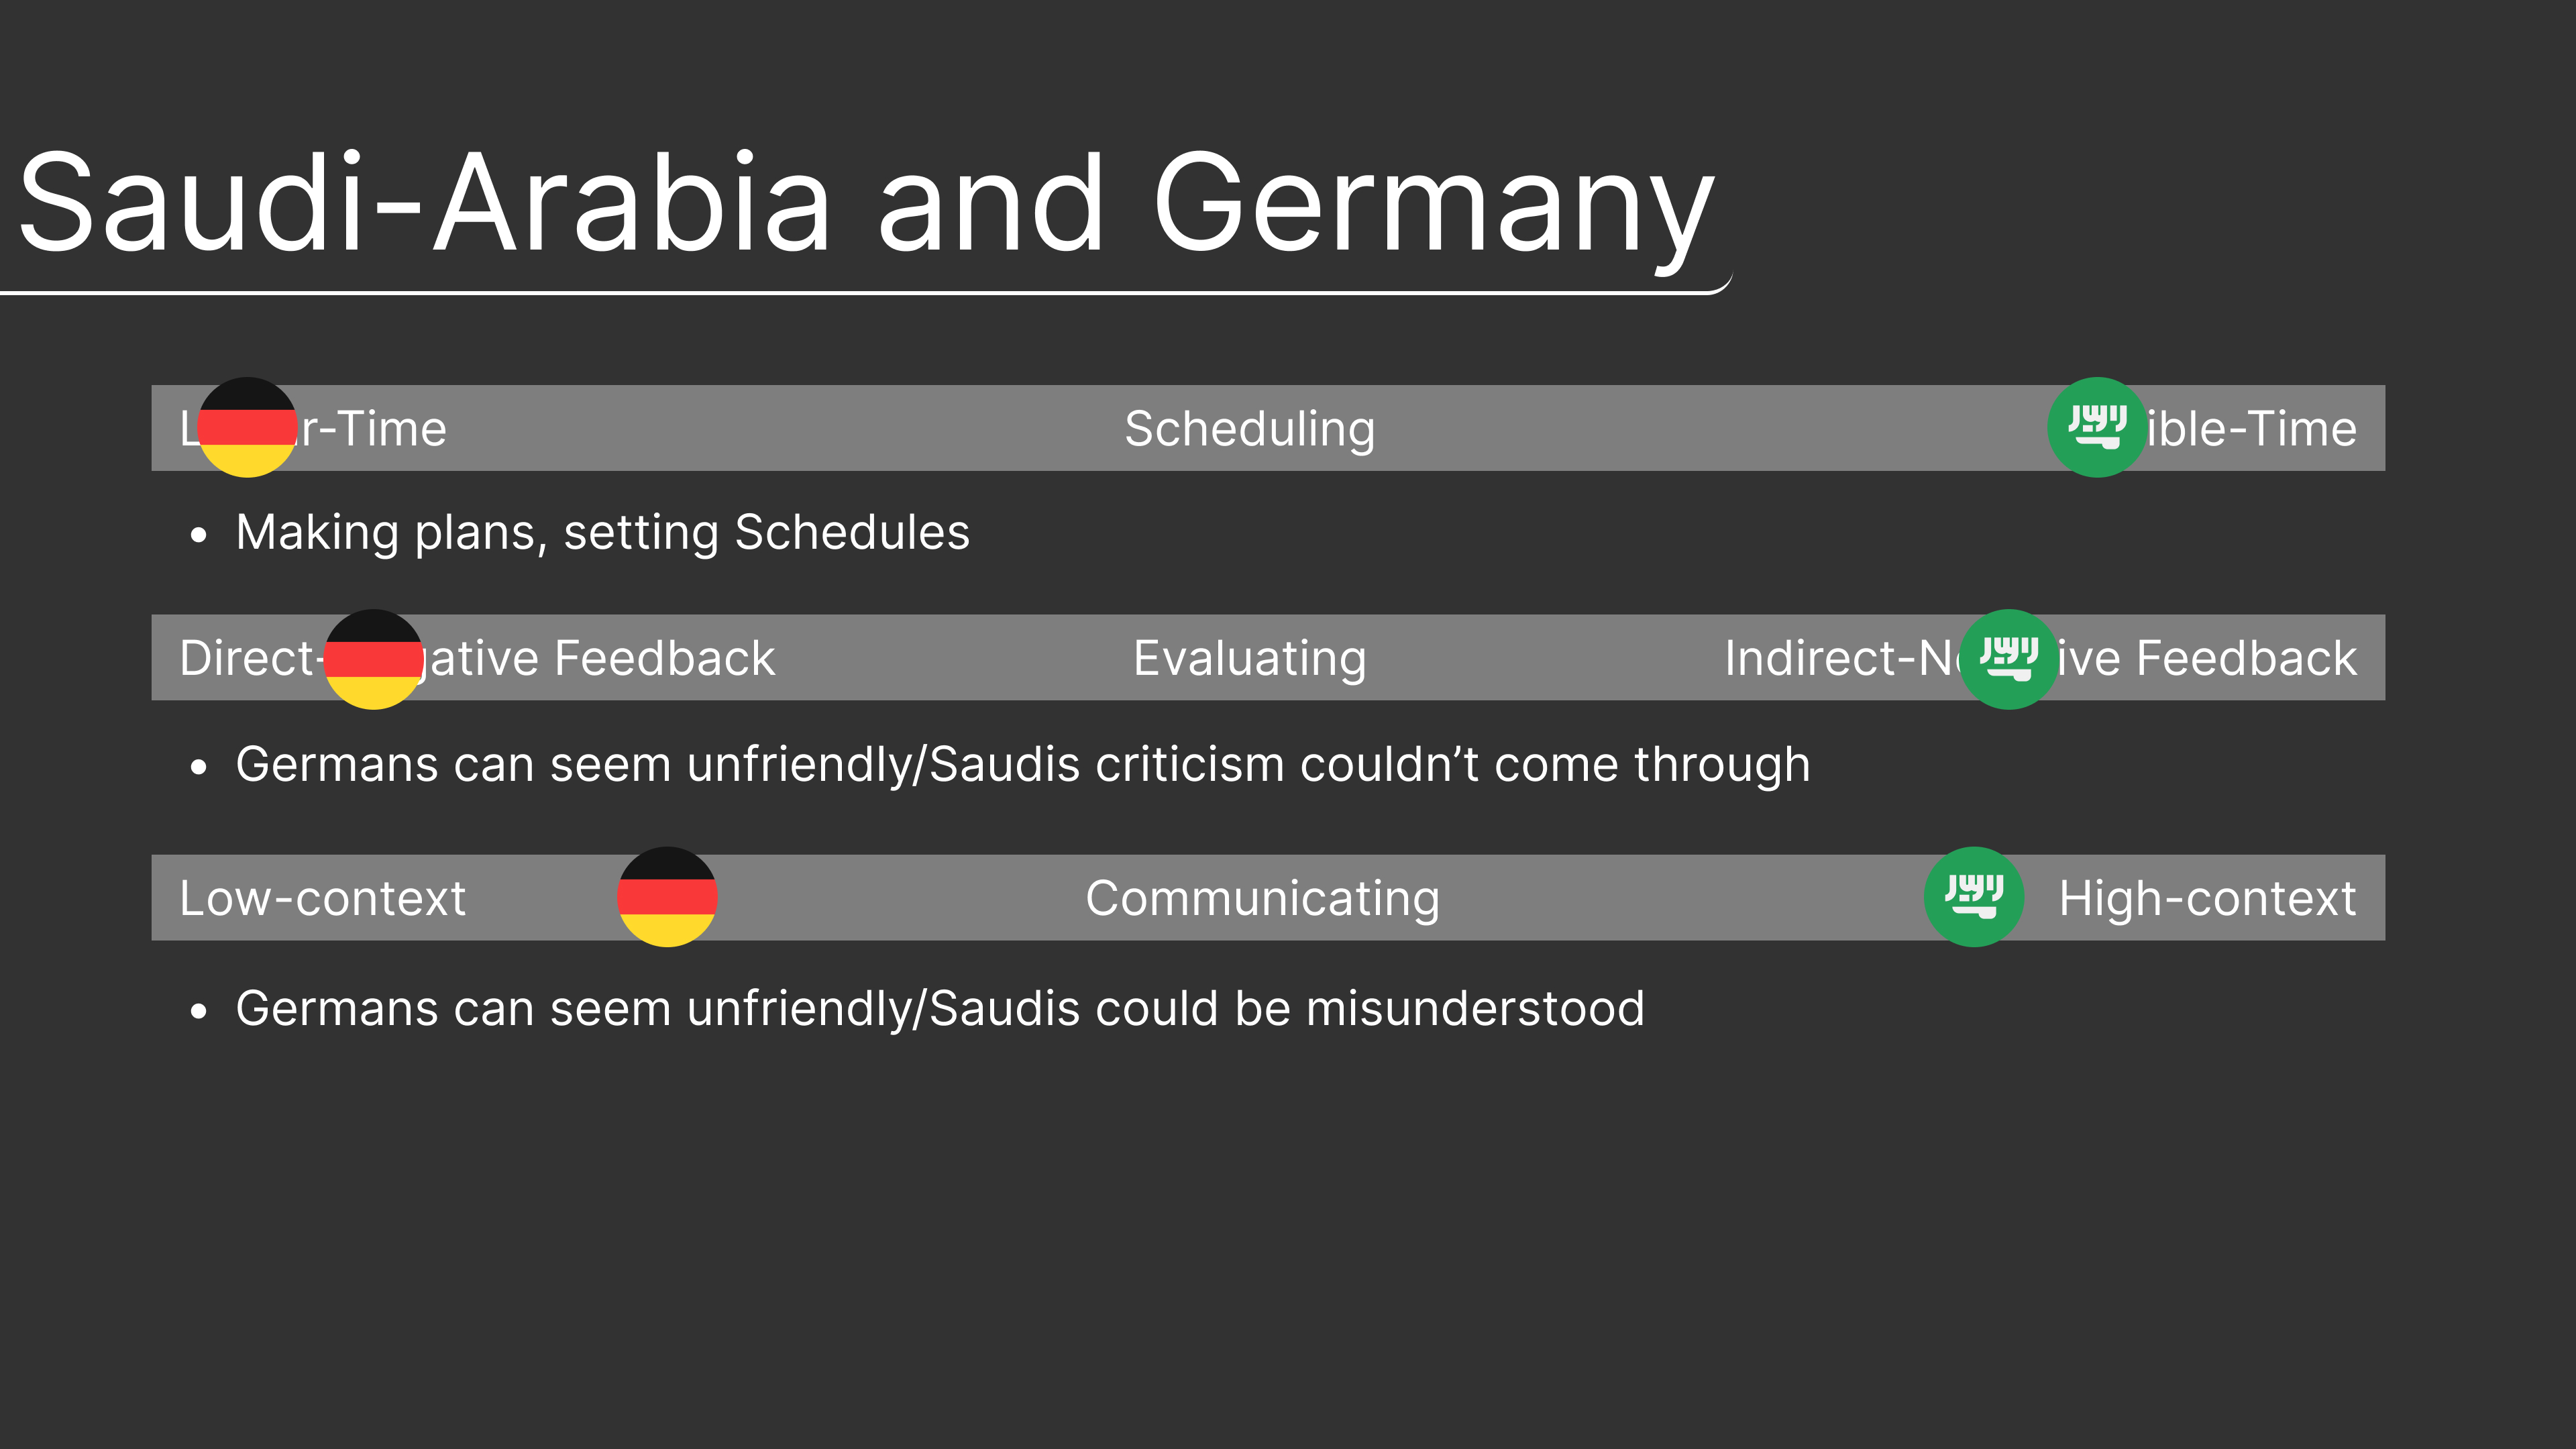 Saudi-Arabia and Germany
r-Time Scheduling ible-Time
• Making plans, setting Schedules
Direct- ative Feedback Evaluating Indirect-N ive Feedback
• Germans can seem unfriendly/Saudis criticism couldn’t come through
Low-context Communicating High-context
• Germans can seem unfriendly/Saudis could be misunderstood